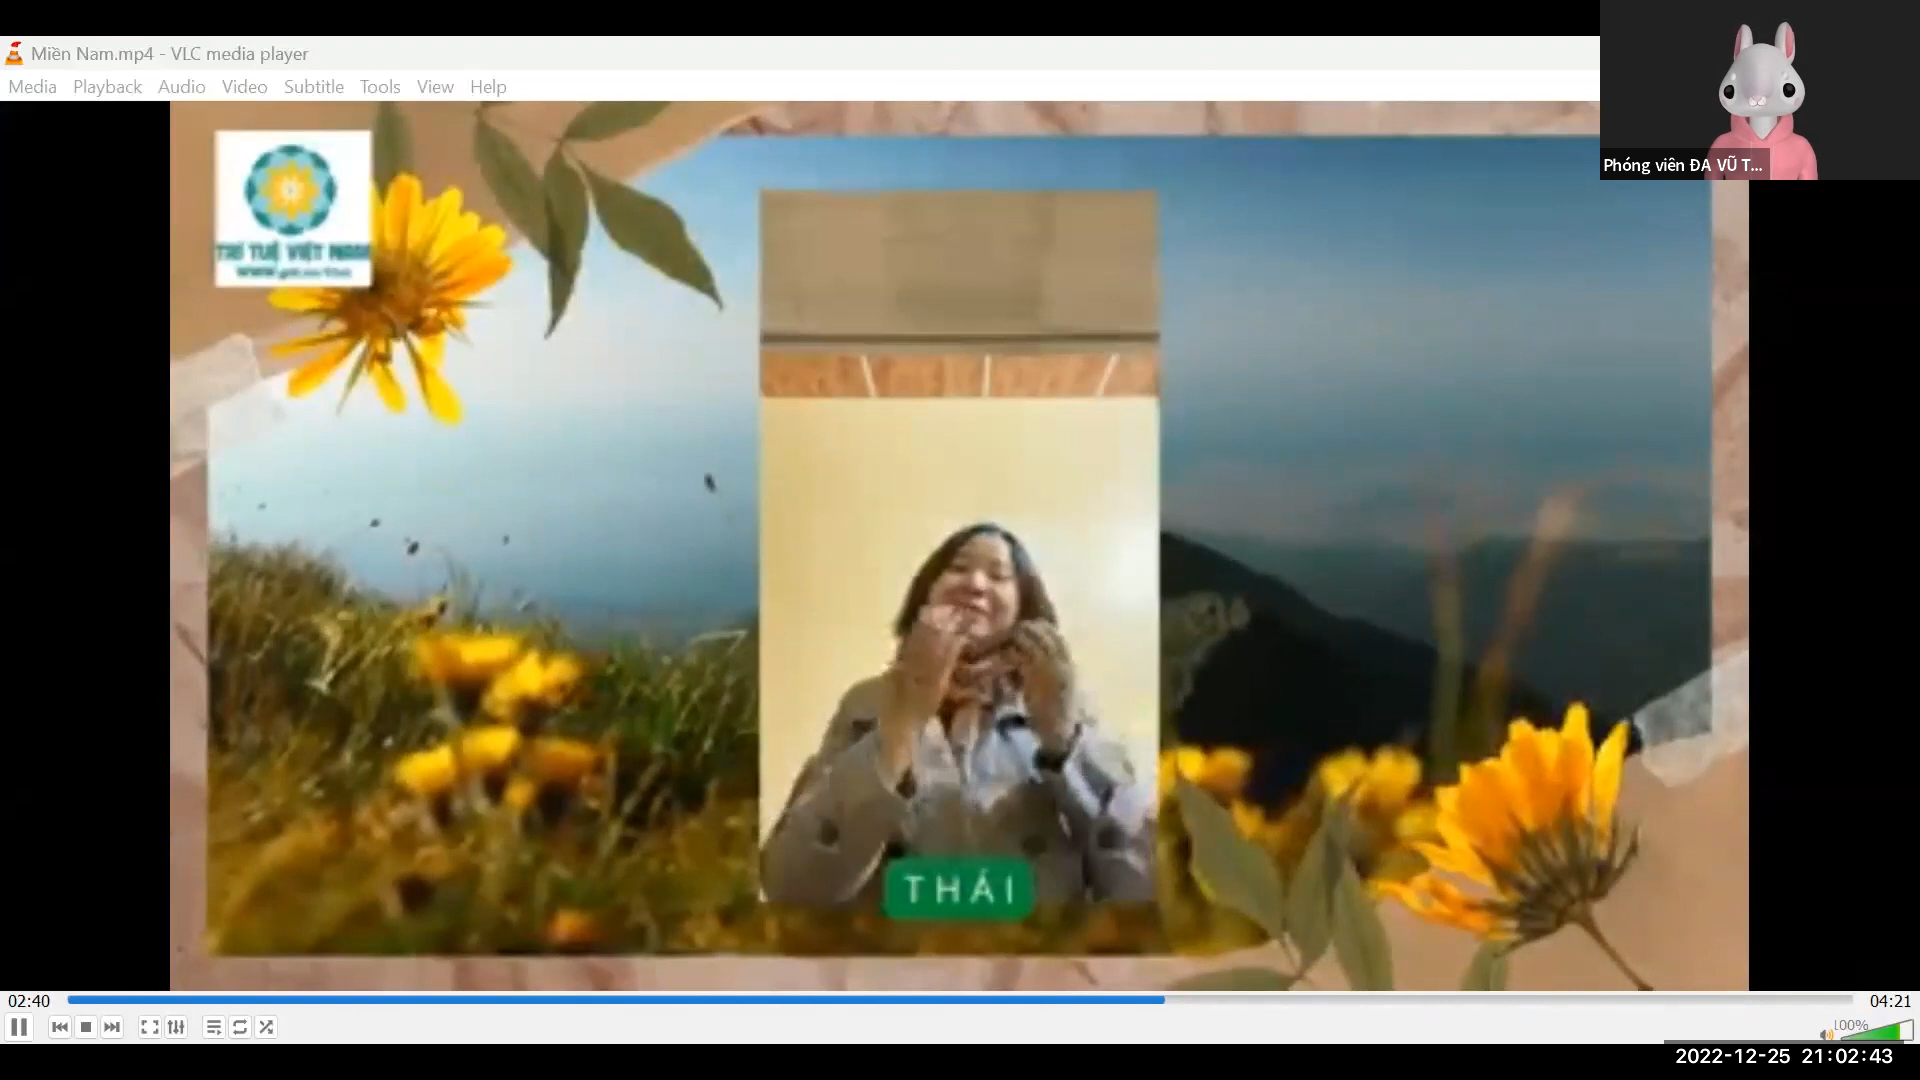 Miền Nam.mp4 - VLC media player
Media Playback Audio Video Subtitle Tools View Help
Phóng viên ĐA VŨ T...
TRÍ TUỆ VIỆT NAM
THÁI
02:40
04:21
100%
2022-12-25 21:02:43